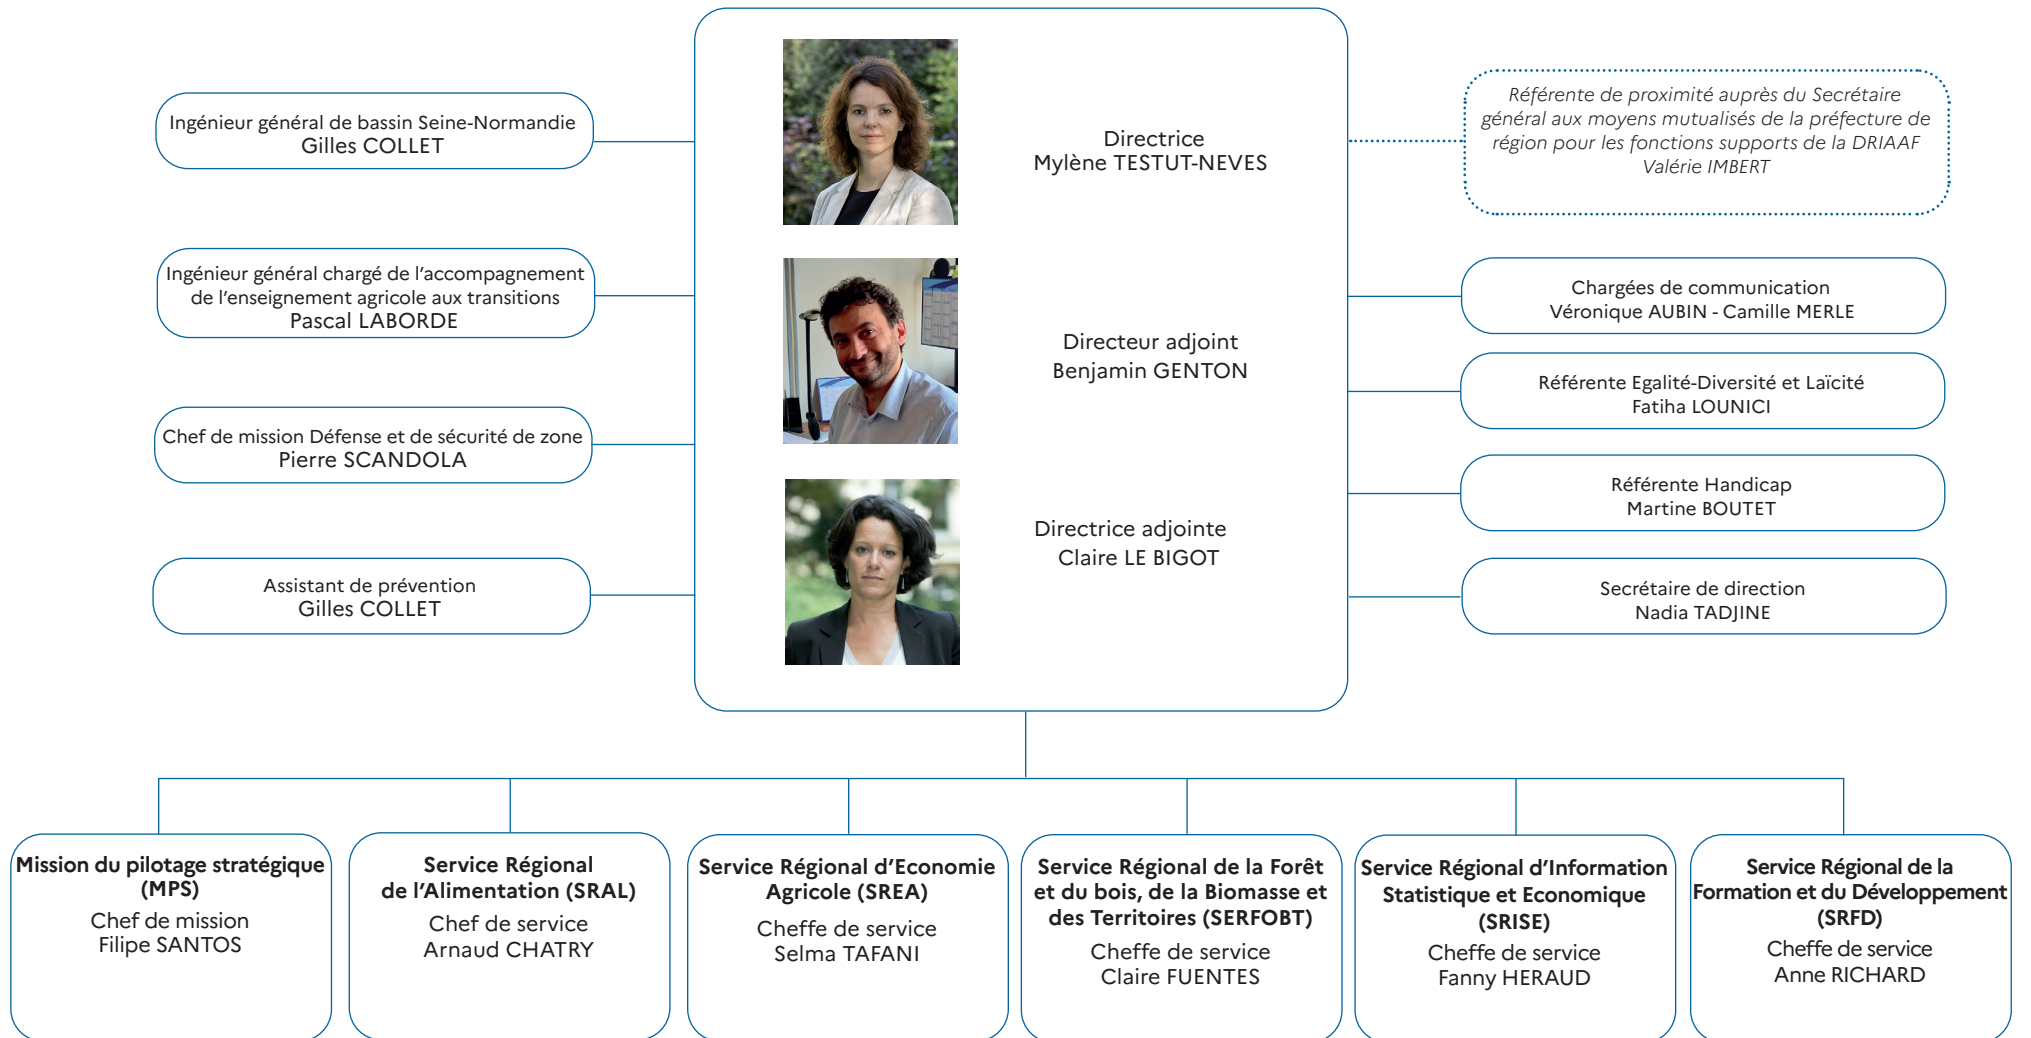 Ingénieur général de bassin Seine-Normandie
Gilles COLLET
Ingénieur général chargé de l’accompagnement
de l’enseignement agricole aux transitions
Pascal LABORDE
Chef de mission Défense et de sécurité de zone
Pierre SCANDOLA
Assistant de prévention
Gilles COLLET
Directrice
Mylène TESTUT-NEVES
Directeur adjoint
Benjamin GENTON
Directrice adjointe
Claire LE BIGOT
Référente de proximité auprès du Secrétaire
général aux moyens mutualisés de la préfecture de
région pour les fonctions supports de la DRIAAF
Valérie IMBERT
Chargées de communication
Véronique AUBIN - Camille MERLE
Référente Egalité-Diversité et Laïcité
Fatiha LOUNICI
Référente Handicap
Martine BOUTET
Secrétaire de direction
Nadia TADJINE
Mission du pilotage stratégique
(MPS)
Chef de mission
Filipe SANTOS
Service Régional
de l’Alimentation (SRAL)
Chef de service
Arnaud CHATRY
Service Régional d’Economie
Agricole (SREA)
Cheffe de service
Selma TAFANI
Service Régional de la Forêt
et du bois, de la Biomasse et
des Territoires (SERFOBT)
Cheffe de service
Claire FUENTES
Service Régional d’Information
Statistique et Economique
(SRISE)
Cheffe de service
Fanny HERAUD
Service Régional de la
Formation et du Développement
(SRFD)
Cheffe de service
Anne RICHARD